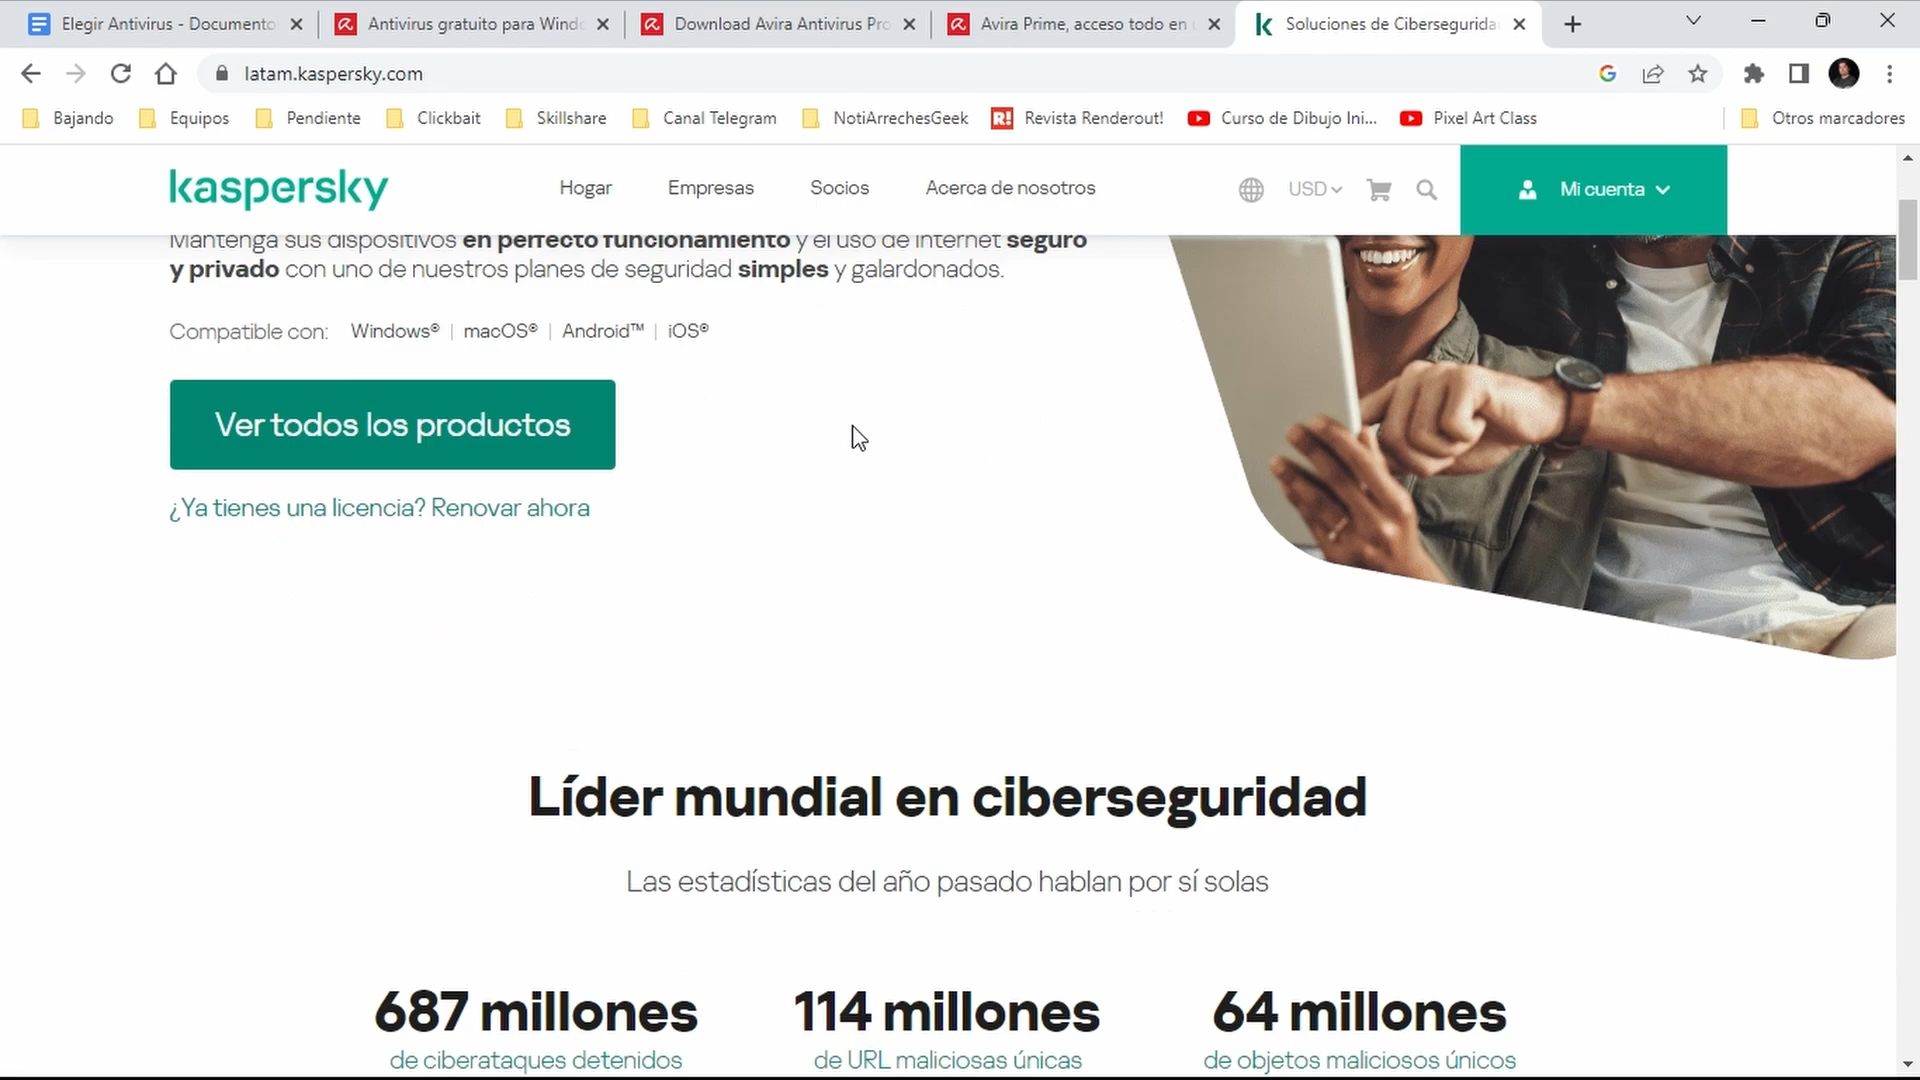 Elegir Antivirus - Documento
Antivirus gratuito para Windo
Download Avira Antivirus Pro
Avira Prime, acceso todo en
Soluciones de Cibersegurida
latam.kaspersky.com
Bajando
Equipos
Pendiente
Clickbait
Skillshare
Canal Telegram
NotiArrechesGeek
R!
Revista Renderout!
Curso de Dibujo Ini...
Pixel Art Class
Otros marcadores
kaspersky
Hogar
Empresas
Socios
Acerca de nosotros
USD
Mi cuenta
Mantenga sus dispositivos en perfecto funcionamiento y el uso de Internet seguro
y privado con uno de nuestros planes de seguridad simples y galardonados.
Compatible con: Windows® | macOS® | Android™ | iOS®
Ver todos los productos
¿Ya tienes una licencia? Renovar ahora
Líder mundial en ciberseguridad
Las estadísticas del año pasado hablan por sí solas
687 millones
de ciberataques detenidos
114 millones
de URL maliciosas únicas
64 millones
de objetos maliciosos únicos